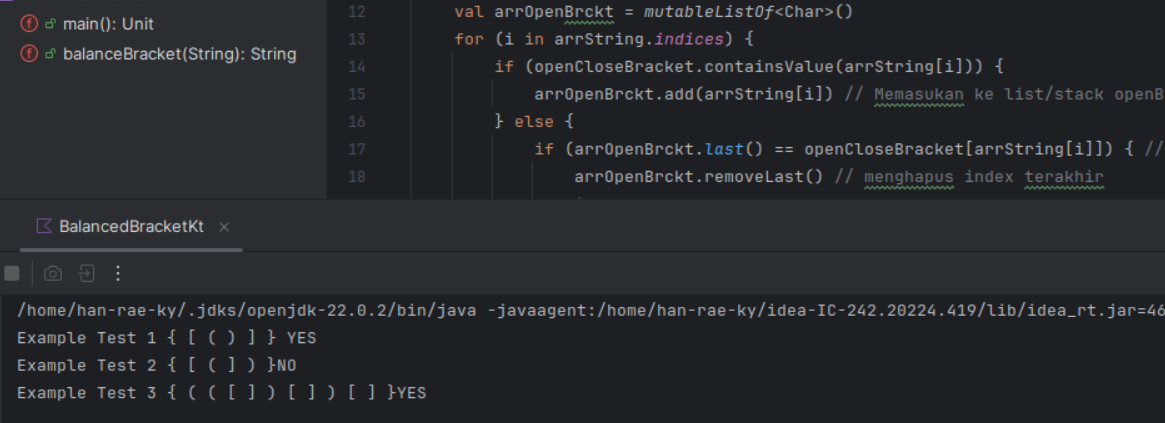 main(): Unit
balanceBracket(String): String
12 val arrOpenBrckt = mutableListOf<Char>()
13 for (i in arrString.indices) {
14 if (openCloseBracket.containsValue(arrString[i])) {
15 arrOpenBrckt.add(arrString[i]) // Memasukan ke list/stack openB
16 } else {
17 if (arrOpenBrckt.last() == openCloseBracket[arrString[i]]) { //
18 arrOpenBrckt.removeLast() // menghapus index terakhir
BalancedBracketKt
/home/han-rae-ky/.jdks/openjdk-22.0.2/bin/java -javaagent:/home/han-rae-ky/idea-IC-242.20224.419/lib/idea_rt.jar=46
Example Test 1 { [ ( ) ] } YES
Example Test 2 { [ ( ] ) }NO
Example Test 3 { ( ( [ ] ) [ ] ) [ ] }YES